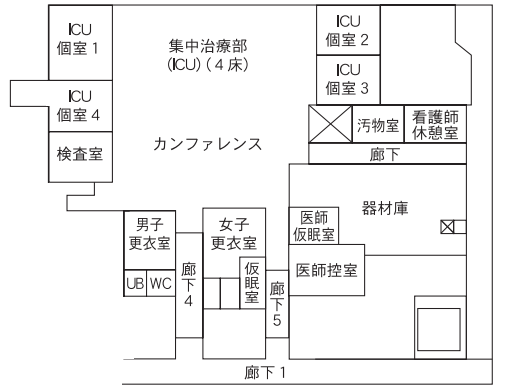 ICU
個室1
集中治療部
(ICU)(4床)
ICU
個室2
ICU
個室3
ICU
個室4
汚物室
看護師
休憩室
検査室
カンファレンス
廊下
器材庫
医師
仮眠室
男子
更衣室
女子
更衣室
医師控室
UB
WC
廊下4
仮眠室
廊下5
廊下1